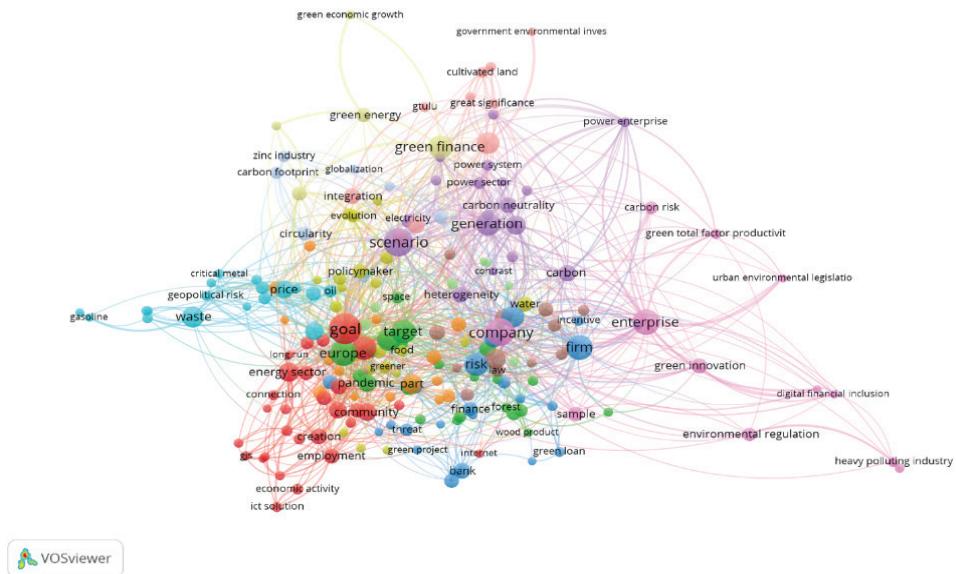 green economic growth
government environmental inves
cultivated land
gtulu
great significance
green energy
power enterprise
green finance
zinc industry
carbon footprint
globalization
power system
power sector
integration
evolution
electricity
carbon neutrality
generation
carbon risk
circularity
scenario
green total factor productivit
critical metal
policymaker
contrast
carbon
urban environmental legislatio
geopolitical risk
price
oil
space
heterogeneity
gasoline
waste
water
incentive
enterprise
goal
target
company
firm
long run
europe
food
energy sector
greener
risk
law
green innovation
connection
pandemic
part
digital financial inclusion
community
finance
forest
sample
creation
threat
wood product
environmental regulation
gis
employment
green project
internet
green loan
heavy polluting industry
bank
economic activity
ict solution
VOSviewer